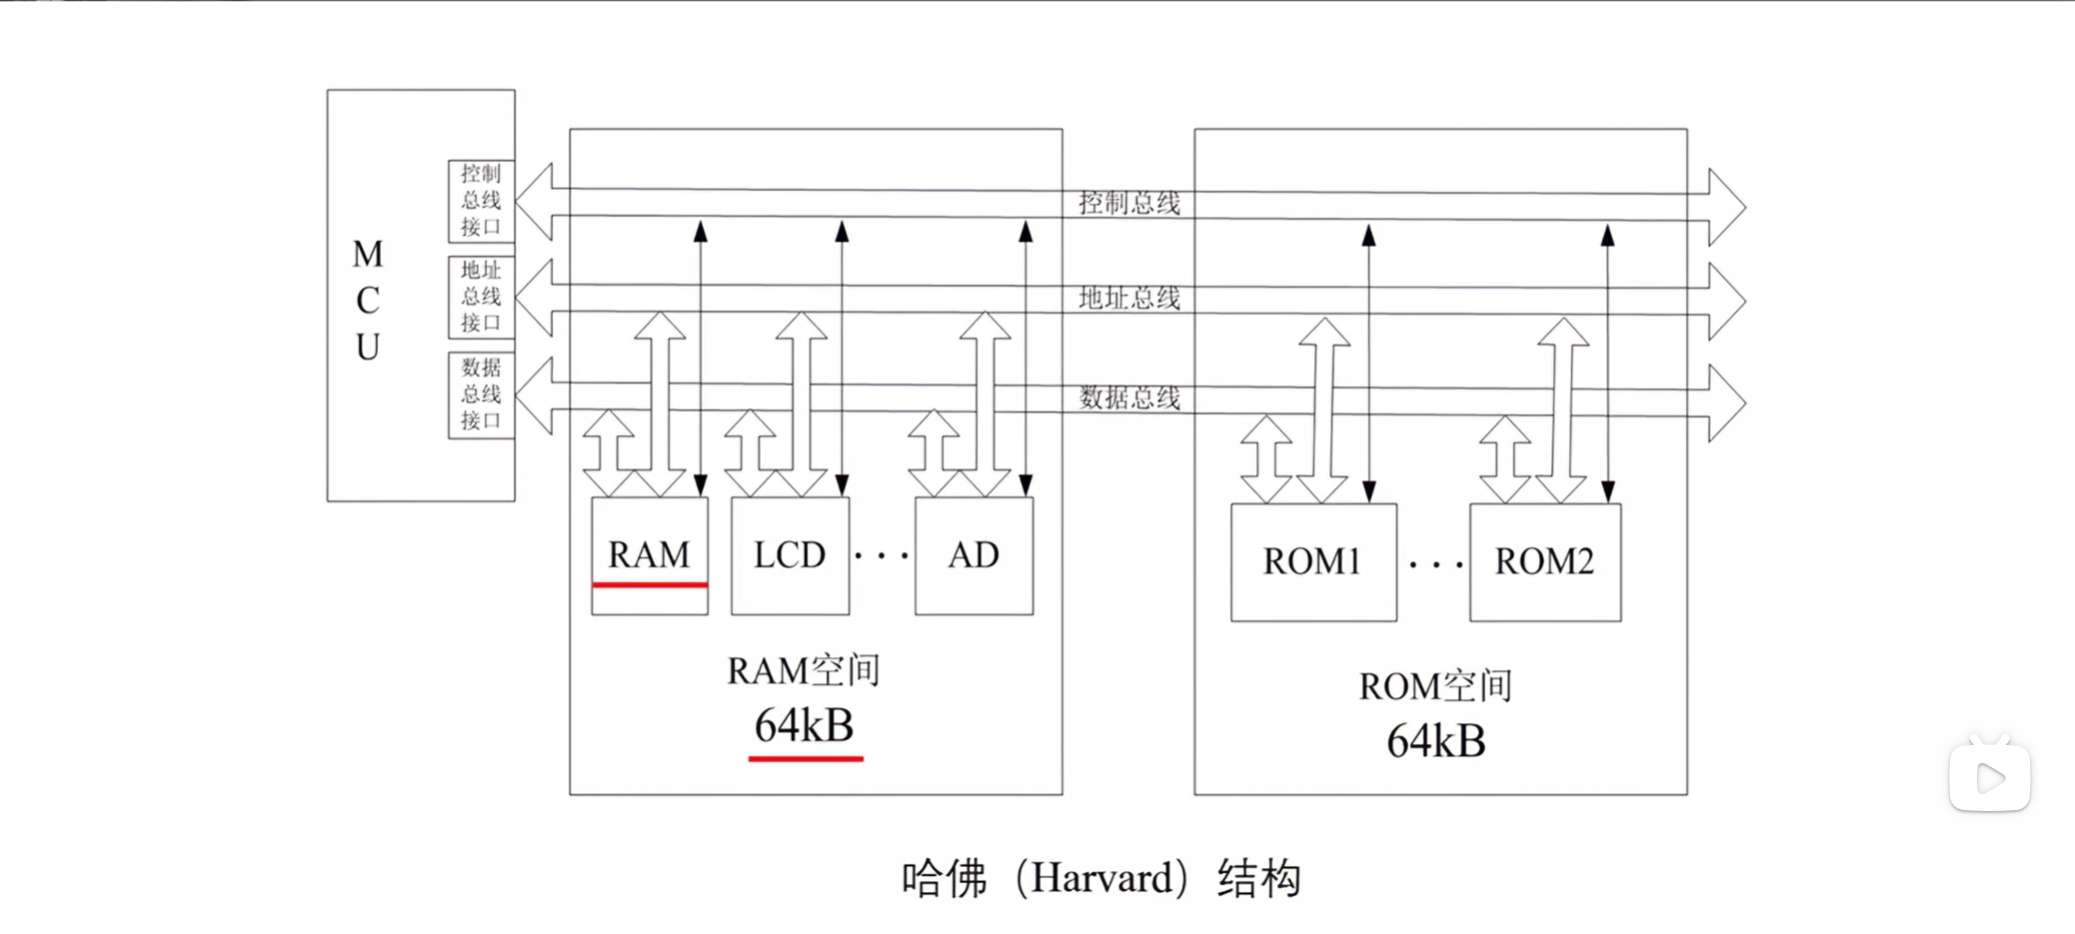 M
C
U
控制
总线
接口
地址
总线
接口
数据
总线
接口
控制总线
地址总线
数据总线
RAM
LCD
···
AD
ROM1
···
ROM2
RAM空间
64kB
ROM空间
64kB
哈佛（Harvard）结构